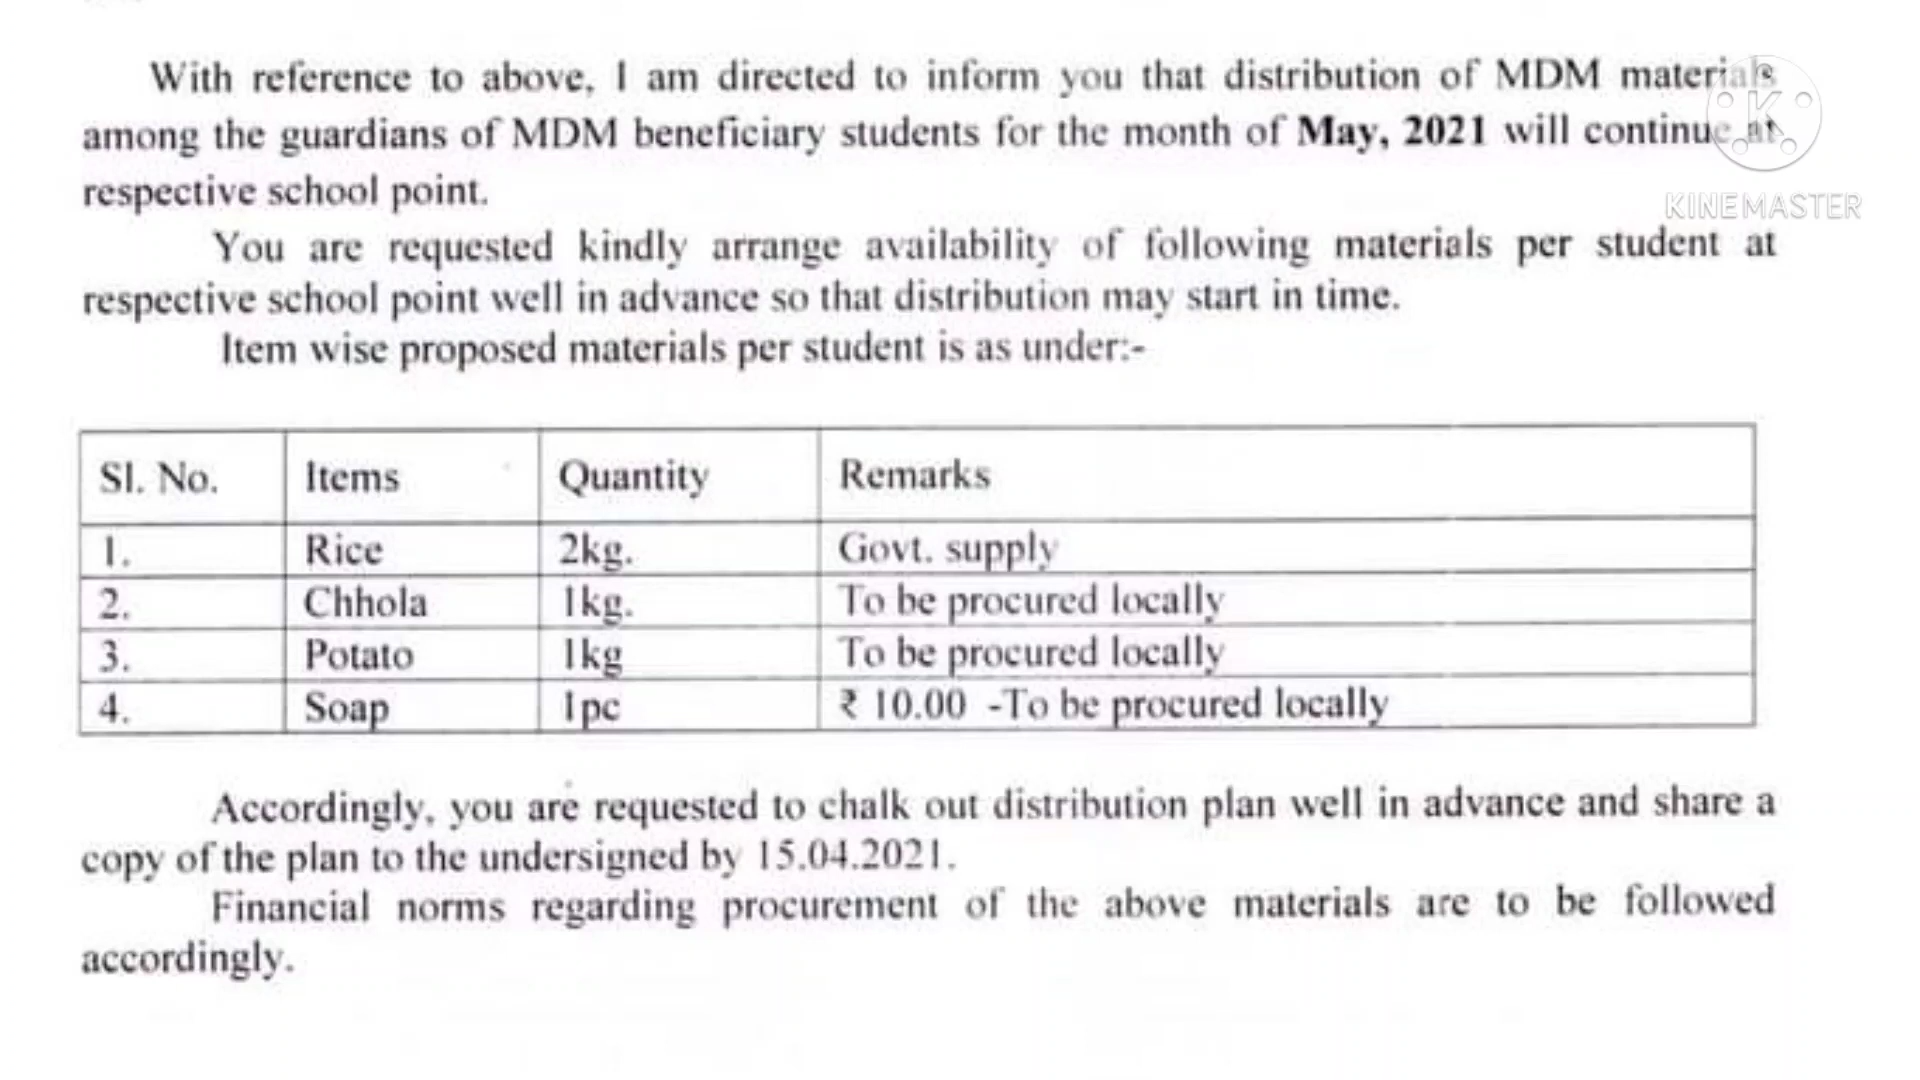 With reference to above, I am directed to inform you that distribution of MDM materials
among the guardians of MDM beneficiary students for the month of May, 2021 will continue at
respective school point.
KINEMASTER
You are requested kindly arrange availability of following materials per student at
respective school point well in advance so that distribution may start in time.
Item wise proposed materials per student is as under:-
Sl. No. Items Quantity Remarks
1. Rice 2kg. Govt. supply
2. Chhola 1kg. To be procured locally
3. Potato 1kg To be procured locally
4. Soap 1pc ₹ 10.00 -To be procured locally
Accordingly, you are requested to chalk out distribution plan well in advance and share a
copy of the plan to the undersigned by 15.04.2021.
Financial norms regarding procurement of the above materials are to be followed
accordingly.